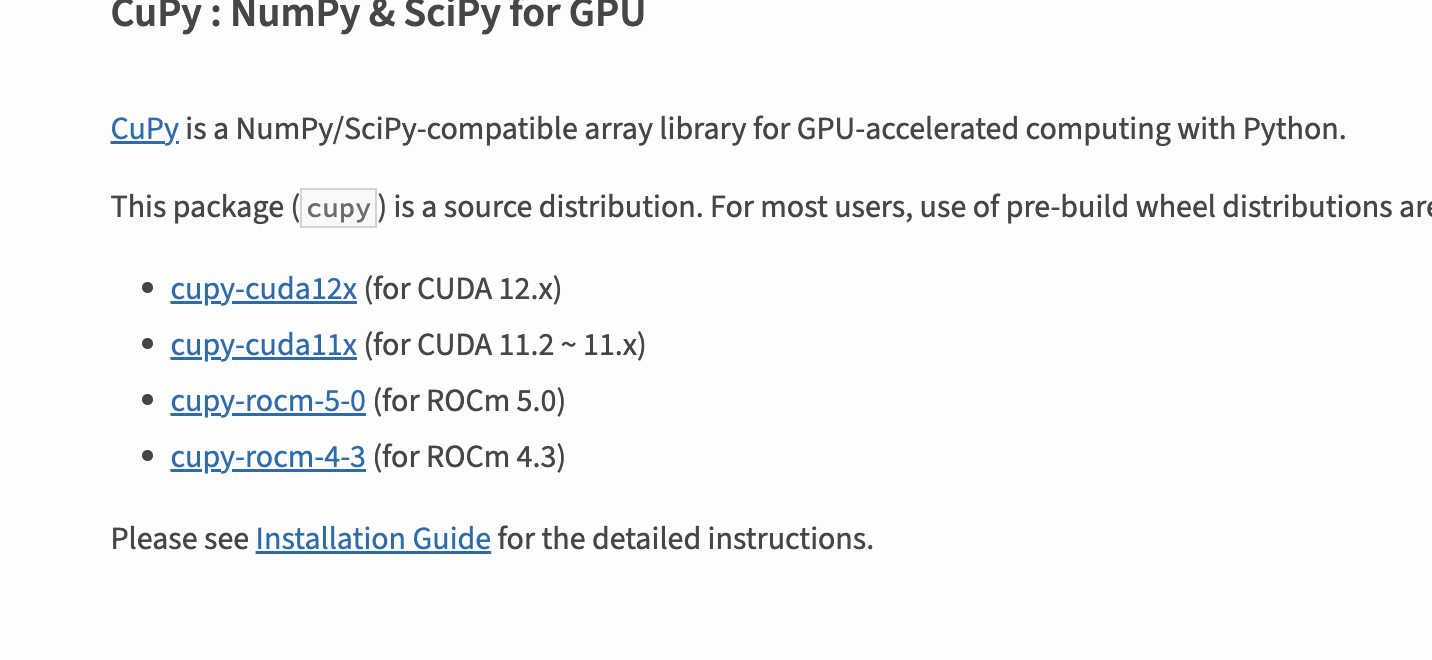 CuPy : NumPy & SciPy for GPU
CuPy is a NumPy/SciPy-compatible array library for GPU-accelerated computing with Python.
This package (cupy) is a source distribution. For most users, use of pre-build wheel distributions are
cupy-cuda12x (for CUDA 12.x)
cupy-cuda11x (for CUDA 11.2 ~ 11.x)
cupy-rocm-5-0 (for ROCm 5.0)
cupy-rocm-4-3 (for ROCm 4.3)
Please see Installation Guide for the detailed instructions.